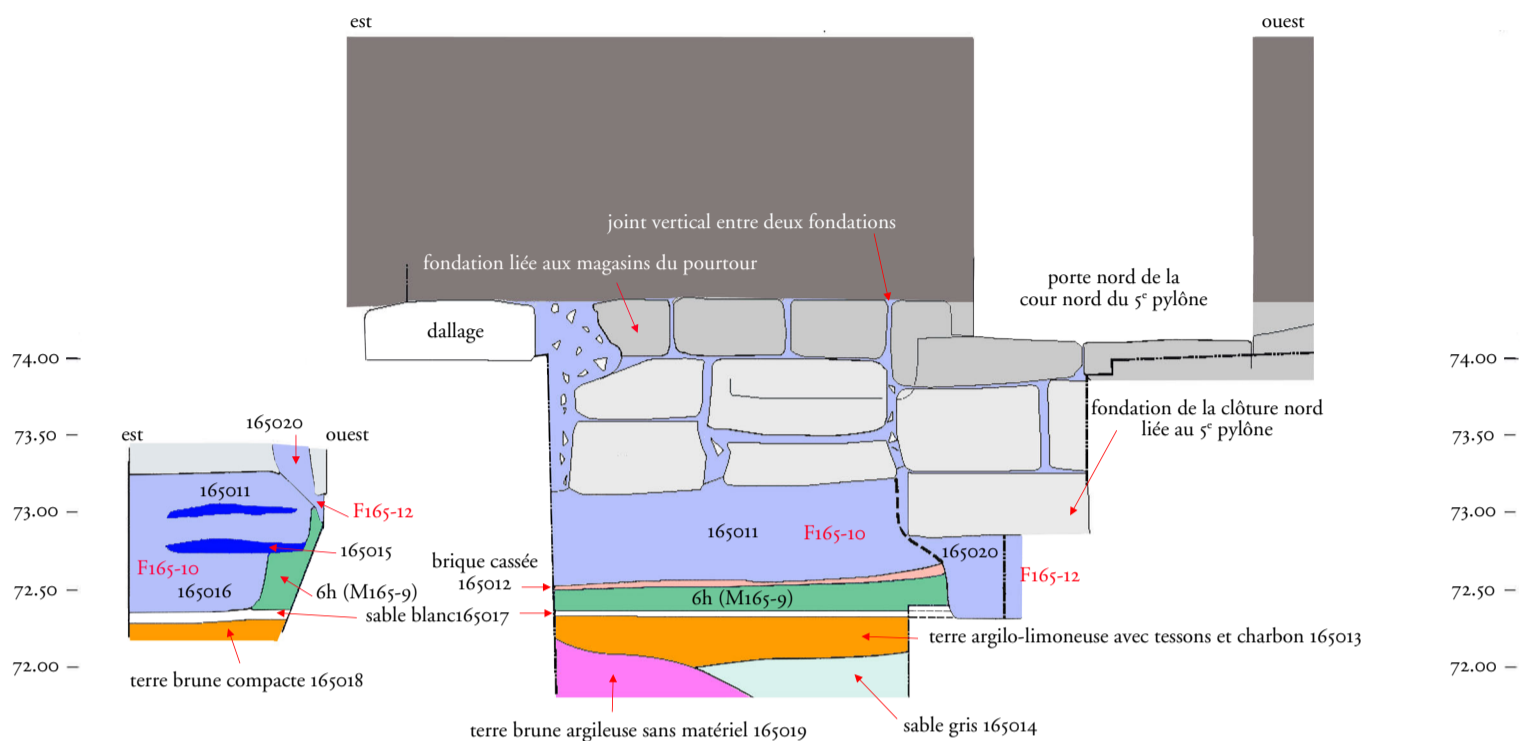 est
ouest
joint vertical entre deux fondations
fondation liée aux magasins du pourtour
porte nord de la
cour nord du 5e pylône
dallage
74.00
74.00
fondation de la clôture nord
liée au 5e pylône
165020
est
ouest
73.50
73.50
165011
F165-12
73.00
73.00
165011
F165-10
165015
165020
brique cassée
165012
F165-10
F165-12
72.50
165016
6h (M165-9)
6h (M165-9)
72.50
sable blanc165017
terre argilo-limoneuse avec tessons et charbon 165013
72.00
72.00
terre brune compacte 165018
terre brune argileuse sans matériel 165019
sable gris 165014